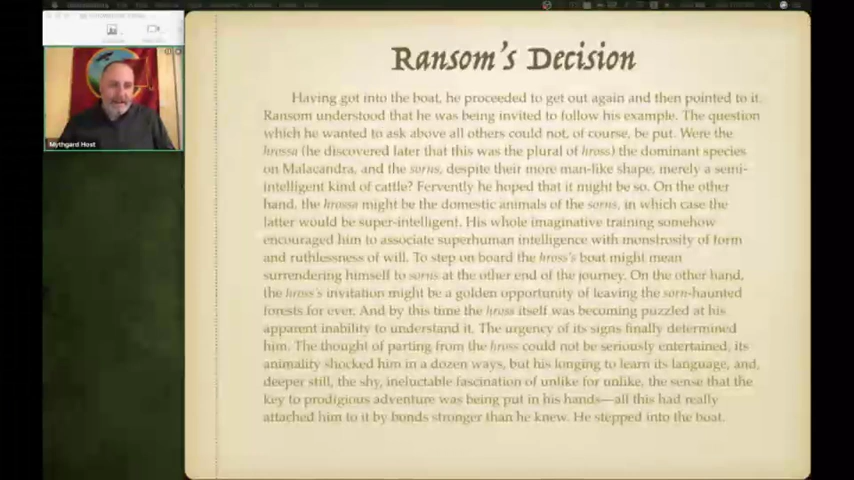 Ransom's Decision
Having got into the boat, he proceeded to get out again and then pointed to it.
Ransom understood that he was being invited to follow his example. The question
which he wanted to ask above all others could not, of course, be put. Were the
hrossa (he discovered later that this was the plural of hross) the dominant species
on Malacandra, and the sorns, despite their more man-like shape, merely a semi-
intelligent kind of cattle? Fervently he hoped that it might be so. On the other
hand, the hrossa might be the domestic animals of the sorns, in which case the
latter would be super-intelligent. His whole imaginative training somehow
encouraged him to associate superhuman intelligence with monstrosity of form
and ruthlessness of will. To step on board the hross's boat might mean
surrendering himself to sorns at the other end of the journey. On the other hand,
the hross's invitation might be a golden opportunity of leaving the sorn-haunted
forests for ever. And by this time the hross itself was becoming puzzled at his
apparent inability to understand it. The urgency of its signs finally determined
him. The thought of parting from the hross could not be seriously entertained, its
animality shocked him in a dozen ways, but his longing to learn its language, and,
deeper still, the shy, ineluctable fascination of unlike for unlike, the sense that the
key to prodigious adventure was being put in his hands—all this had really
attached him to it by bonds stronger than he knew. He stepped into the boat.
Mythgard Host